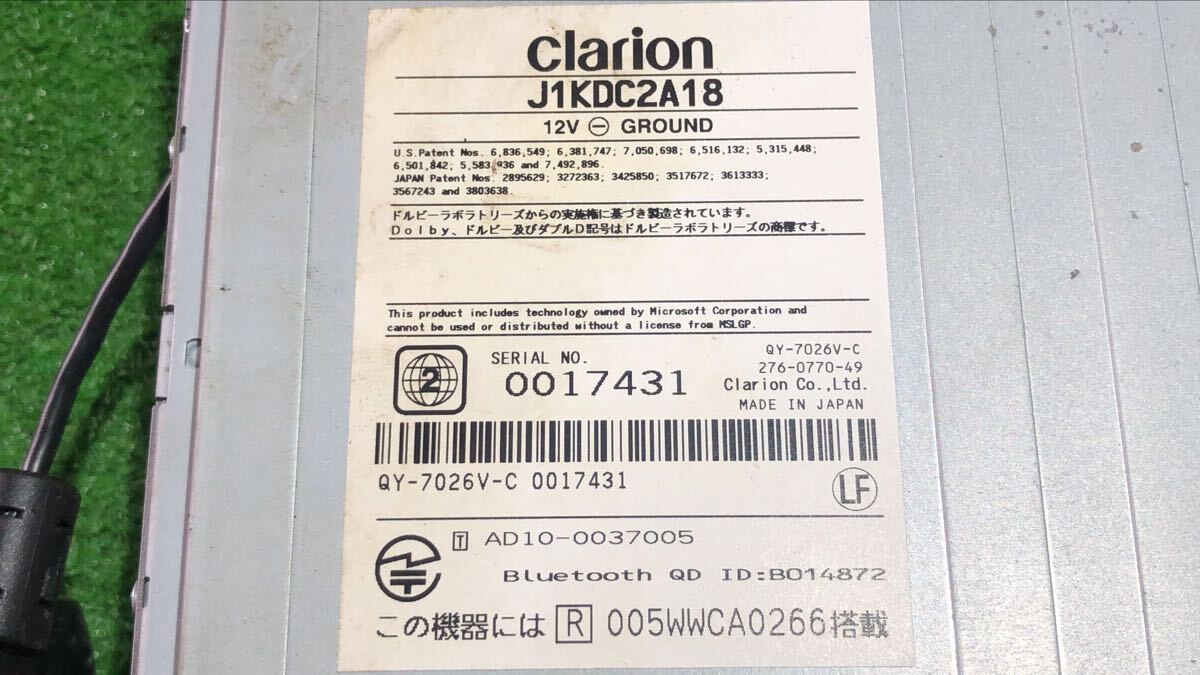 Clarion
J1KDC2A18
12V ⊖ GROUND
U.S.Patent Nos. 6,836,549; 6,381,747; 7,050,698; 6,516,132; 5,315,448;
6,501,842; 5,583,936 and 7,492,896.
JAPAN Patent Nos. 2895629; 3272363; 3425850; 3517672; 3613333;
3567243 and 3803638.
ドルビーラボラトリーズからの実施権に基づき製造されています。
Dolby、ドルビー及びダブルD記号はドルビーラボラトリーズの商標です。
This product includes technology owned by Microsoft Corporation and
cannot be used or distributed without a license from MSLGP.
2
SERIAL NO.
0017431
QY-7026V-C
276-0770-49
Clarion Co.,Ltd.
MADE IN JAPAN
QY-7026V-C 0017431
LF
T AD10-0037005
Bluetooth QD ID:B014872
この機器には R 005WWCA0266搭載